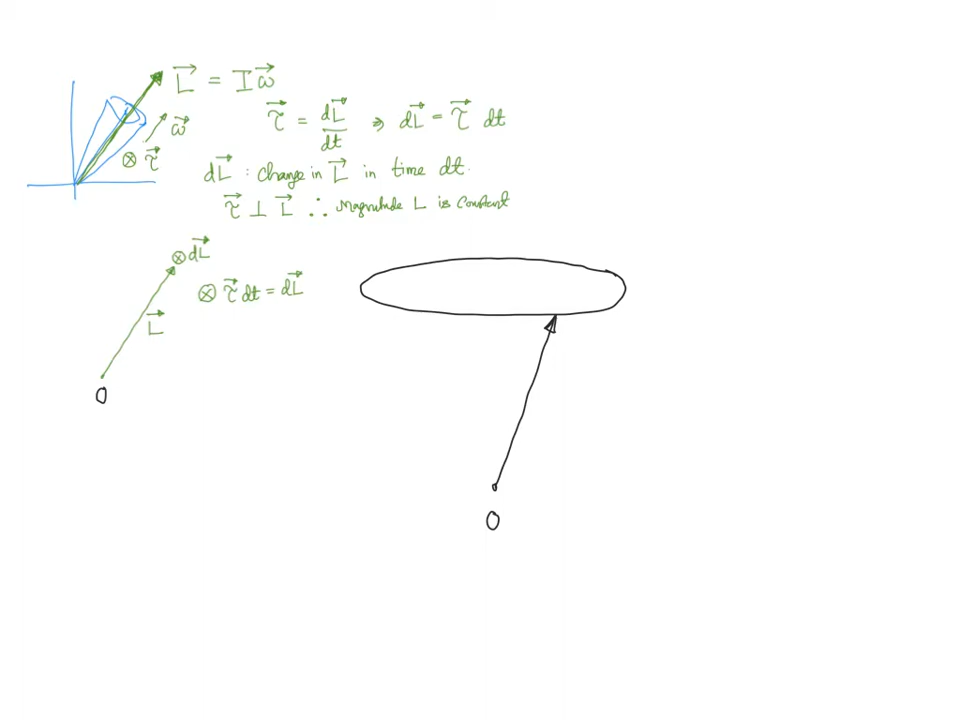 L⃗ = Iω⃗
ω⃗
⊗ τ⃗
τ⃗ = dL⃗/dt ⇒ dL⃗ = τ⃗ dt
dL⃗ : Change in L⃗ in time dt.
τ⃗ ⊥ L⃗ ∴ Magnitude L is Constant
⊗ dL⃗
⊗ τ⃗ dt = dL⃗
L⃗
O
O